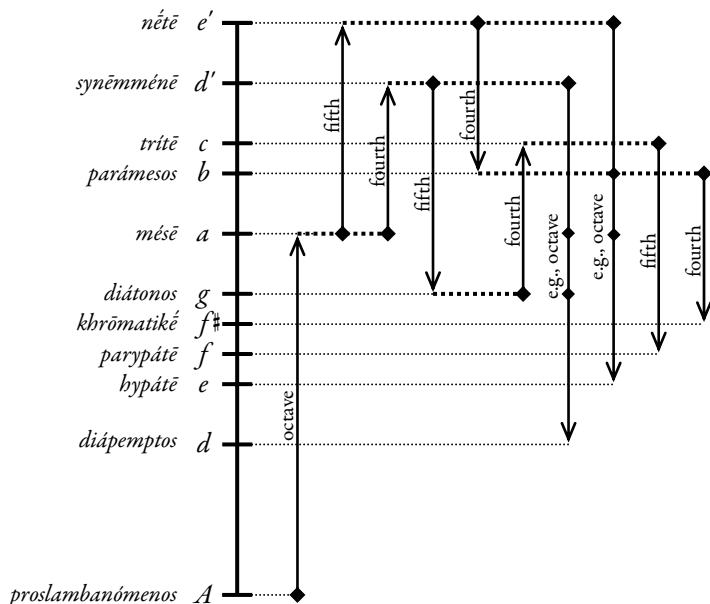 nḗtē e'
synēmménē d'
trítē c
parámesos b
mésē a
diátonos g
khrōmatikḗ f♯
parypátē f
hypátē e
diápemptos d
proslambanómenos A
octave
fifth
fourth
fifth
fourth
fourth
e.g., octave
e.g., octave
fifth
fourth